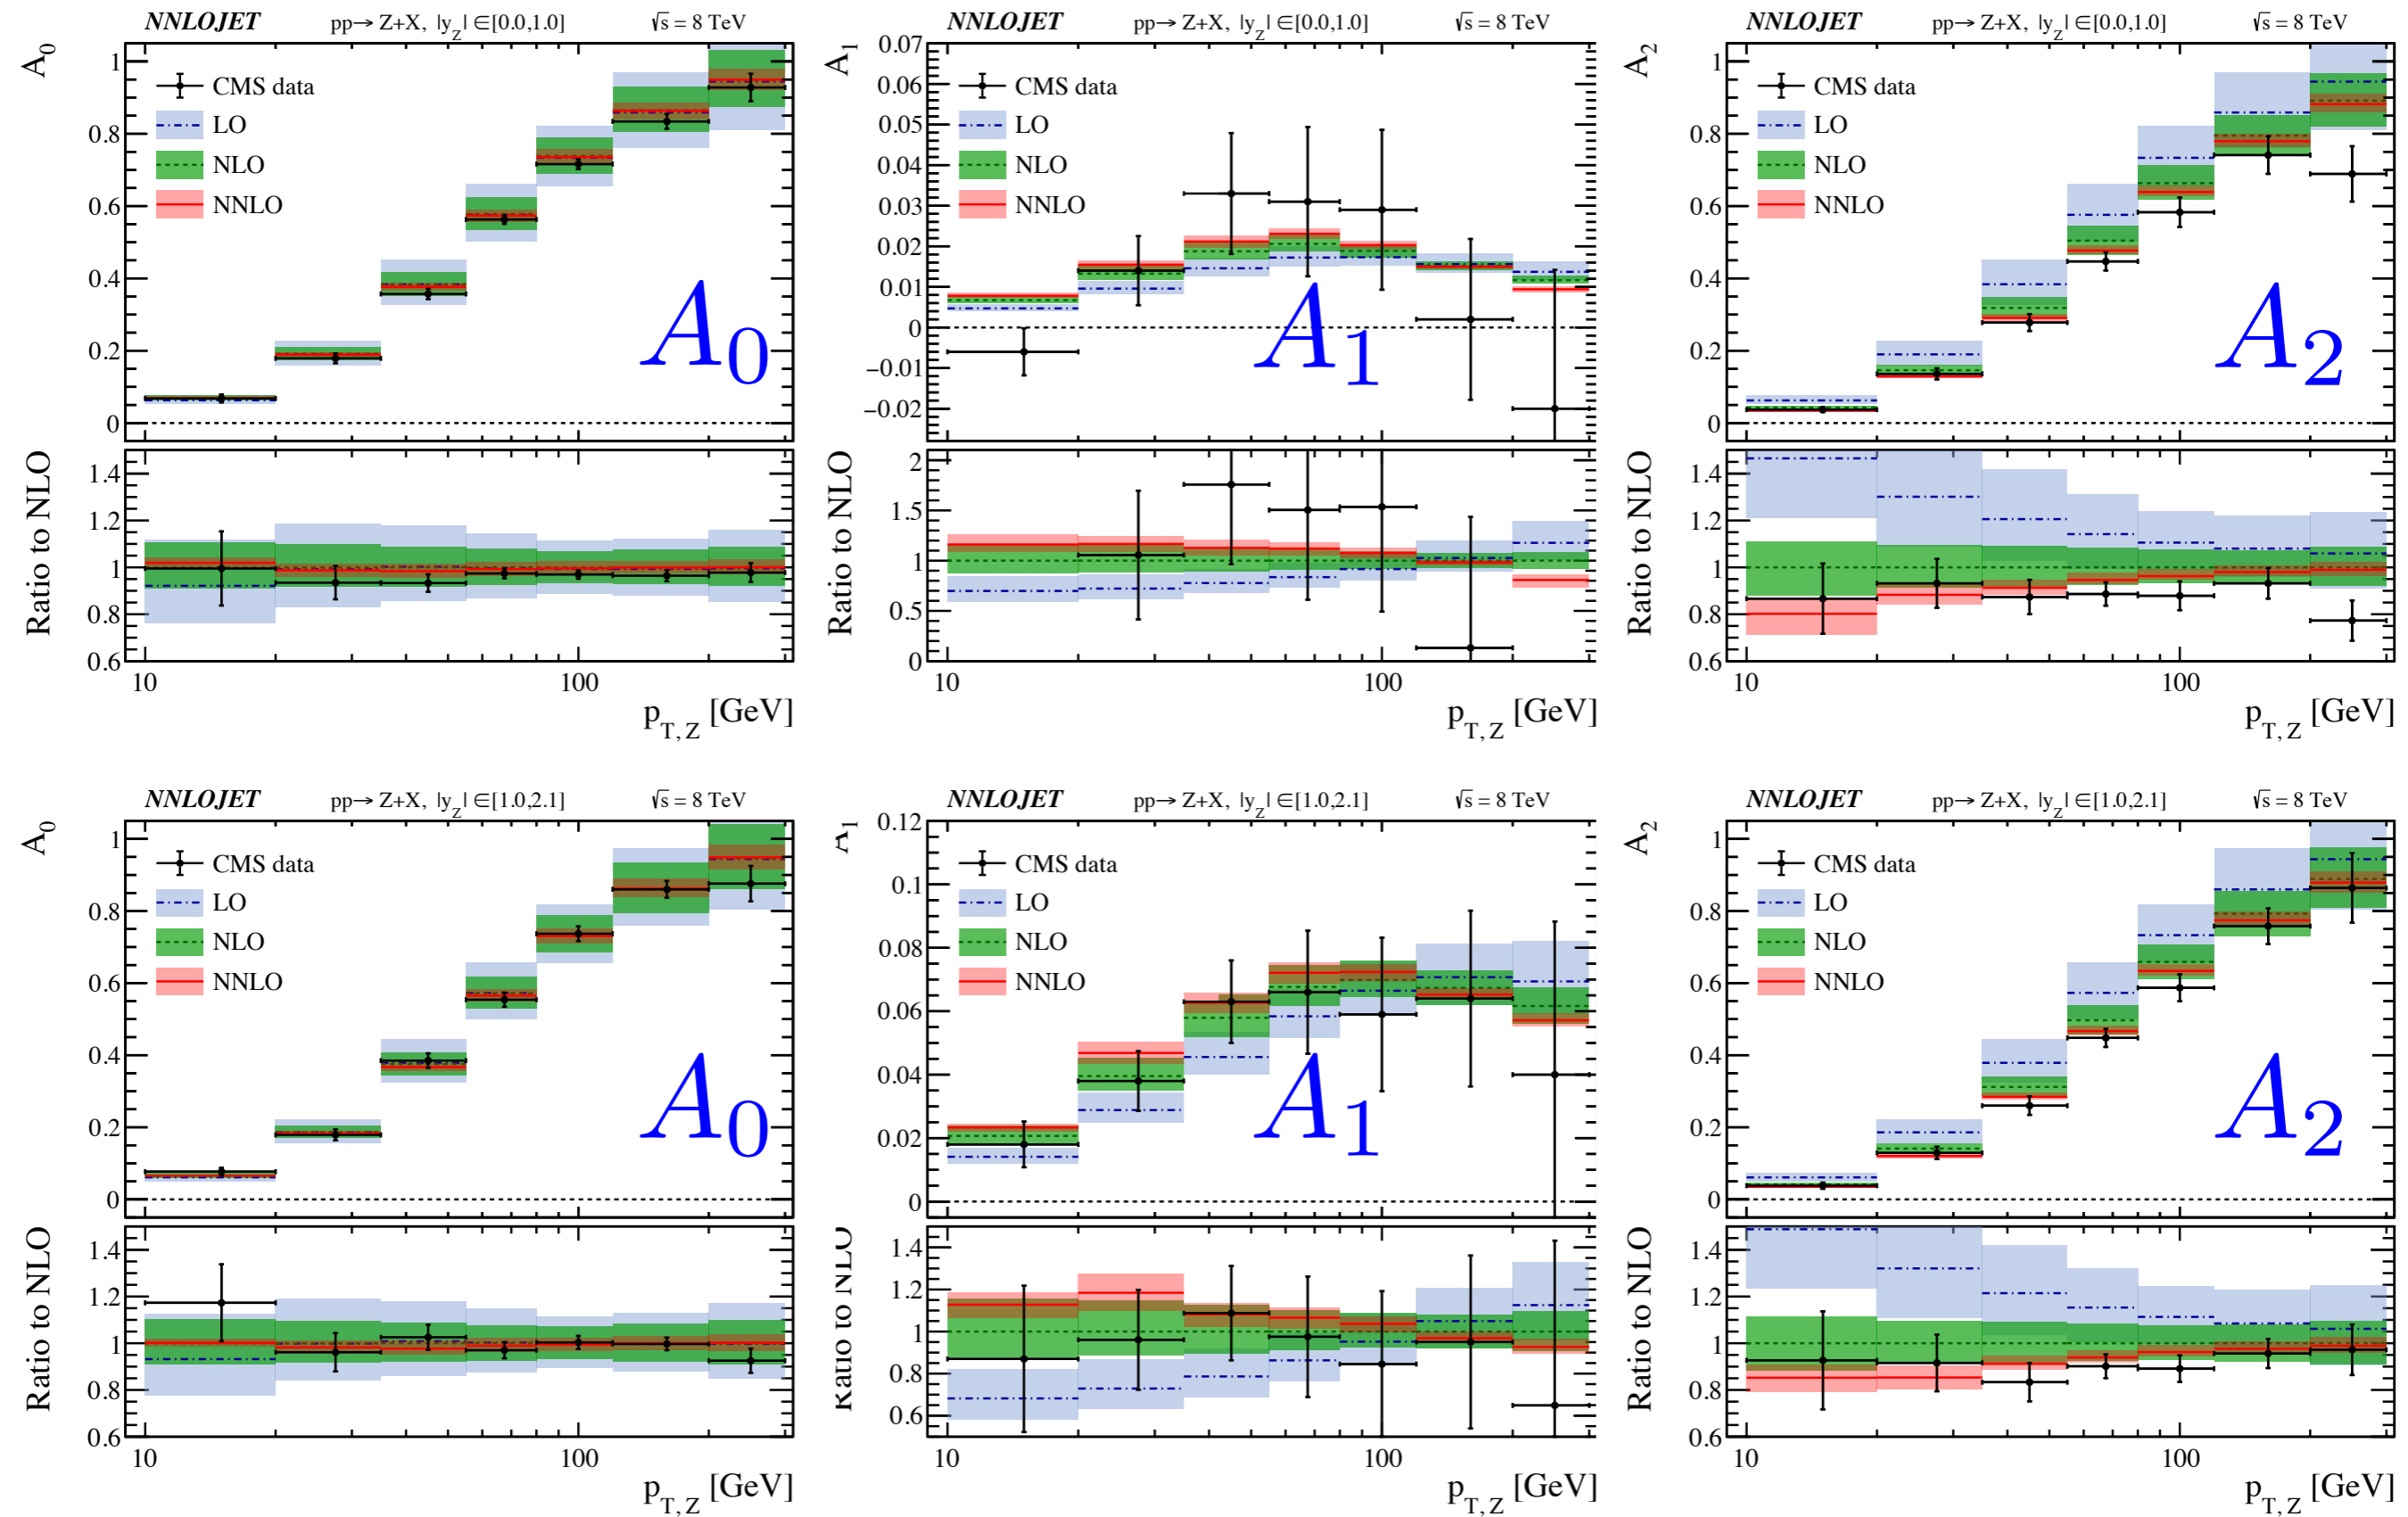 NNLOJET pp→ Z+X, |y_Z| ∈[0.0,1.0] √s = 8 TeV
A_0
1
0.8
0.6
0.4
0.2
0
CMS data
LO
NLO
NNLO
A_0
Ratio to NLO
1.4
1.2
1
0.8
0.6
10 100
p_T, Z [GeV]
NNLOJET pp→ Z+X, |y_Z| ∈[0.0,1.0] √s = 8 TeV
A_1
0.07
0.06
0.05
0.04
0.03
0.02
0.01
0
−0.01
−0.02
CMS data
LO
NLO
NNLO
A_1
Ratio to NLO
2
1.5
1
0.5
0
10 100
p_T, Z [GeV]
NNLOJET pp→ Z+X, |y_Z| ∈[0.0,1.0] √s = 8 TeV
A_2
1
0.8
0.6
0.4
0.2
0
CMS data
LO
NLO
NNLO
A_2
Ratio to NLO
1.4
1.2
1
0.8
0.6
10 100
p_T, Z [GeV]
NNLOJET pp→ Z+X, |y_Z| ∈[1.0,2.1] √s = 8 TeV
A_0
1
0.8
0.6
0.4
0.2
0
CMS data
LO
NLO
NNLO
A_0
Ratio to NLO
1.4
1.2
1
0.8
0.6
10 100
p_T, Z [GeV]
NNLOJET pp→ Z+X, |y_Z| ∈[1.0,2.1] √s = 8 TeV
A_1
0.12
0.1
0.08
0.06
0.04
0.02
0
CMS data
LO
NLO
NNLO
A_1
Ratio to NLO
1.4
1.2
1
0.8
0.6
10 100
p_T, Z [GeV]
NNLOJET pp→ Z+X, |y_Z| ∈[1.0,2.1] √s = 8 TeV
A_2
1
0.8
0.6
0.4
0.2
0
CMS data
LO
NLO
NNLO
A_2
Ratio to NLO
1.4
1.2
1
0.8
0.6
10 100
p_T, Z [GeV]